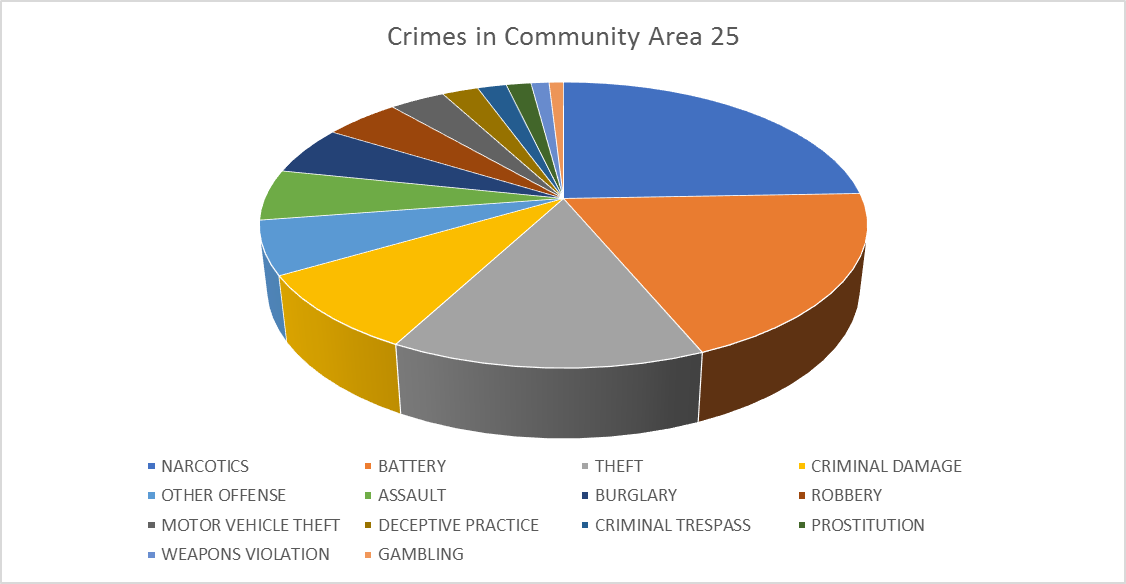 Crimes in Community Area 25
NARCOTICS BATTERY THEFT CRIMINAL DAMAGE
OTHER OFFENSE ASSAULT BURGLARY ROBBERY
MOTOR VEHICLE THEFT DECEPTIVE PRACTICE CRIMINAL TRESPASS PROSTITUTION
WEAPONS VIOLATION GAMBLING